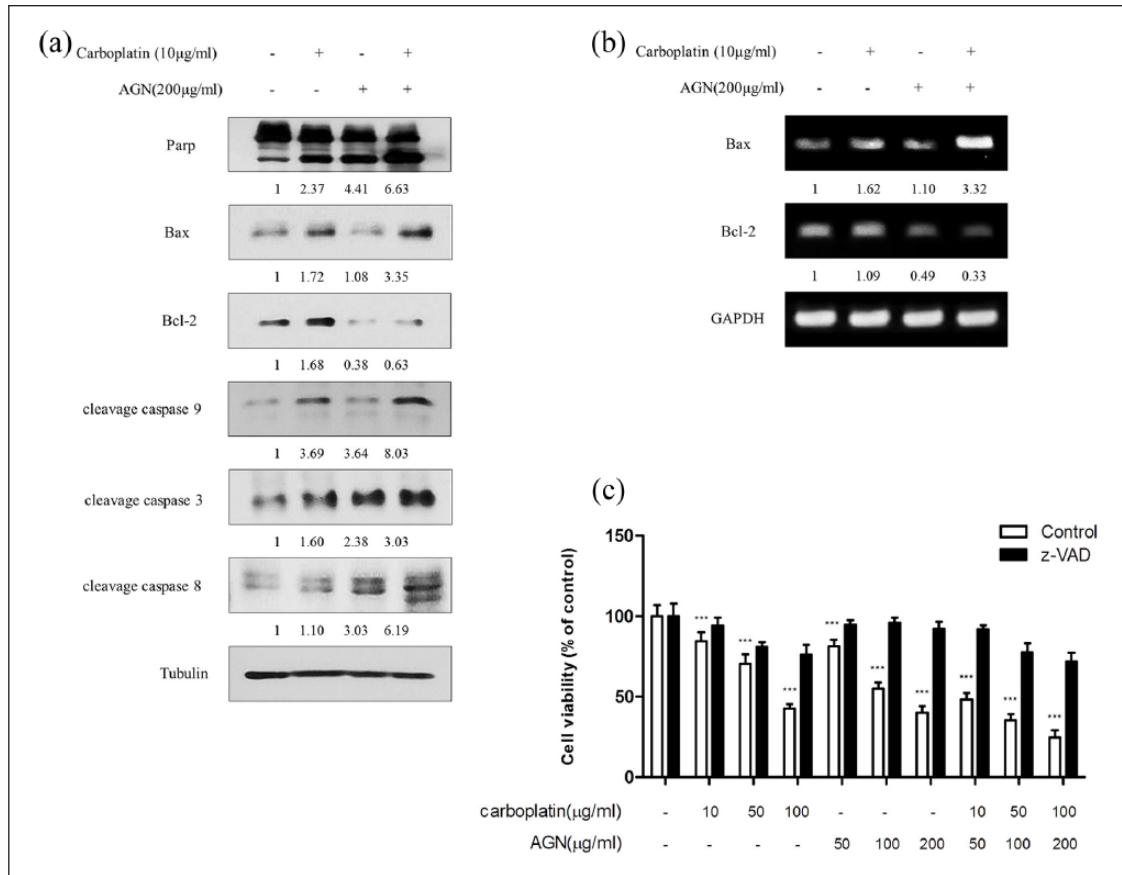 (a)
Carboplatin (10μg/ml) - + - +
AGN(200μg/ml) - - + +
Parp
1 2.37 4.41 6.63
Bax
1 1.72 1.08 3.35
Bcl-2
1 1.68 0.38 0.63
cleavage caspase 9
1 3.69 3.64 8.03
cleavage caspase 3
1 1.60 2.38 3.03
cleavage caspase 8
1 1.10 3.03 6.19
Tubulin
(b)
Carboplatin (10μg/ml) - + - +
AGN(200μg/ml) - - + +
Bax
1 1.62 1.10 3.32
Bcl-2
1 1.09 0.49 0.33
GAPDH
(c)
Control
z-VAD
Cell viability (% of control)
150
100
50
0
*** *** *** *** *** *** *** *** ***
carboplatin(μg/ml) - 10 50 100 - - - 10 50 100
AGN(μg/ml) - - - - 50 100 200 50 100 200